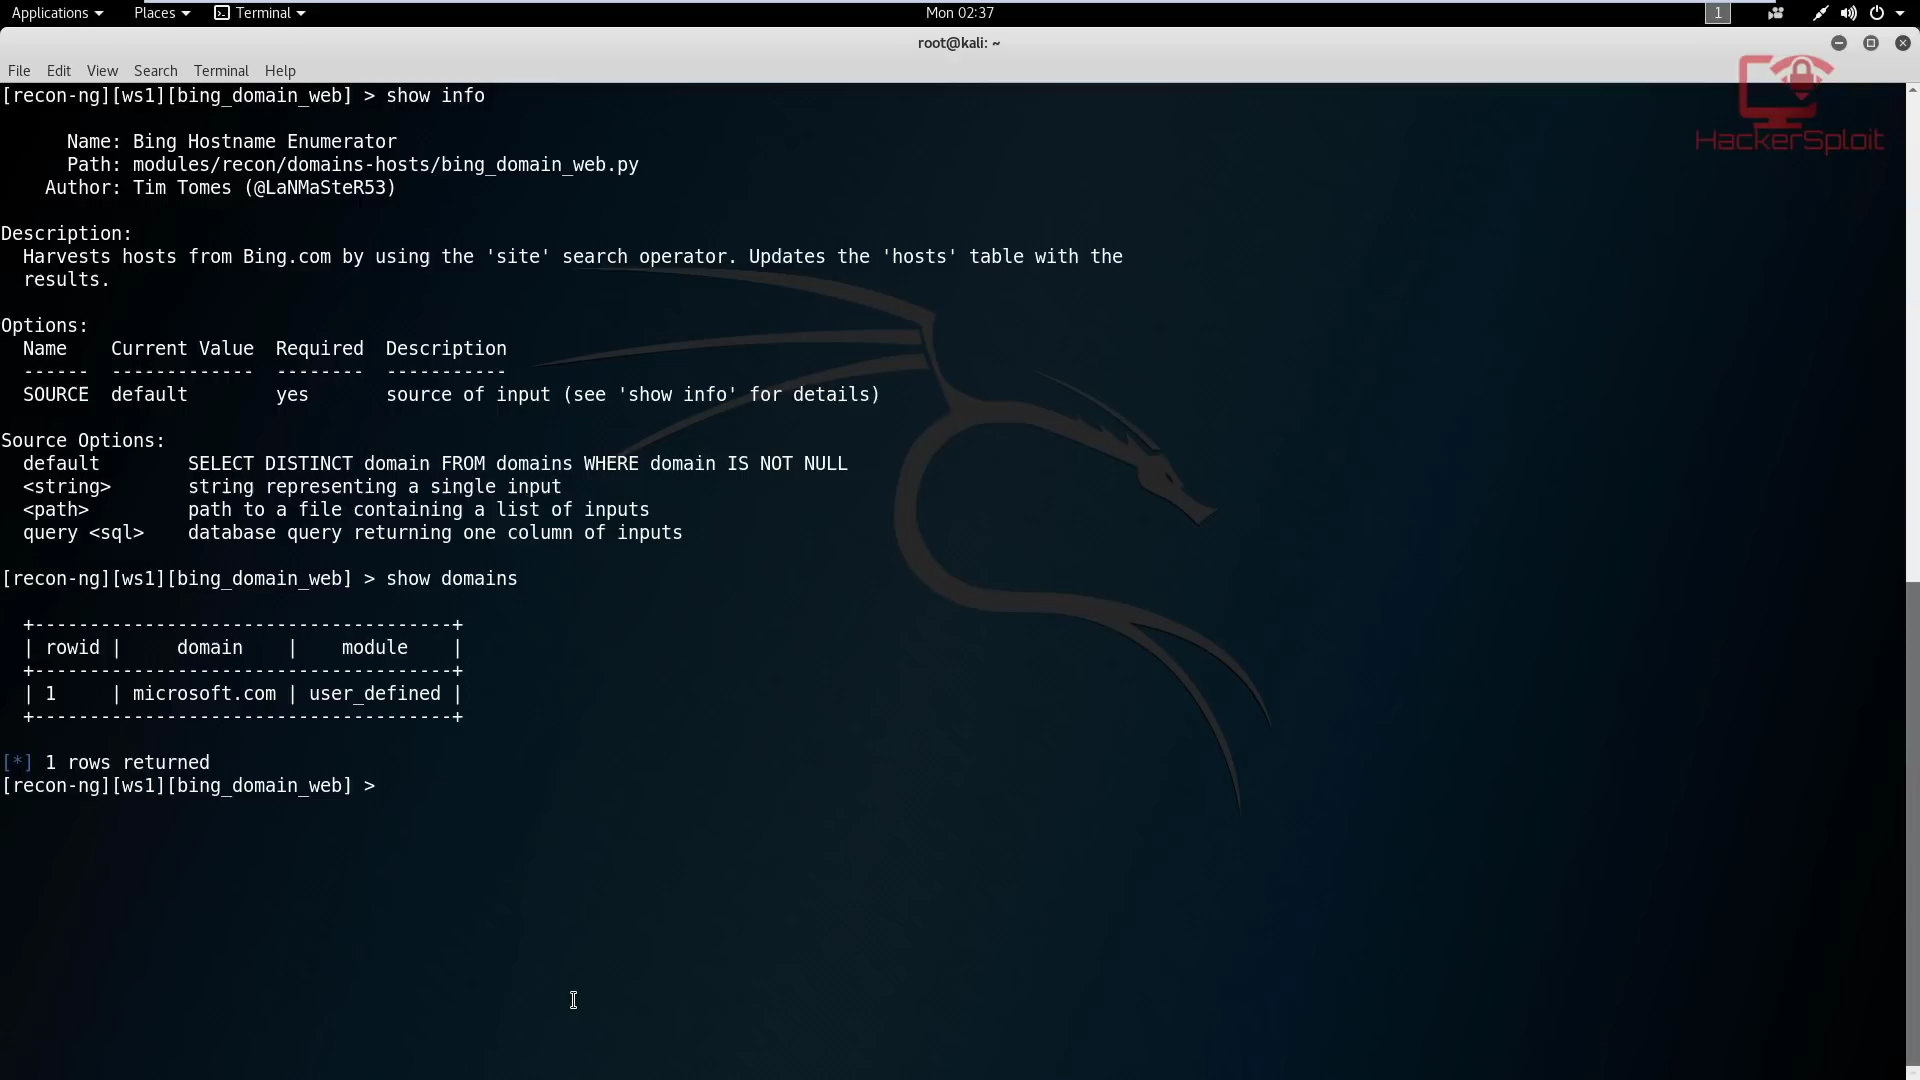 Applications Places Terminal Mon 02:37 1
root@kali: ~
File Edit View Search Terminal Help
HackerSploit
[recon-ng][ws1][bing_domain_web] > show info
Name: Bing Hostname Enumerator
Path: modules/recon/domains-hosts/bing_domain_web.py
Author: Tim Tomes (@LaNMaSteR53)
Description:
Harvests hosts from Bing.com by using the 'site' search operator. Updates the 'hosts' table with the
results.
Options:
Name Current Value Required Description
------ ------------- -------- -----------
SOURCE default yes source of input (see 'show info' for details)
Source Options:
default SELECT DISTINCT domain FROM domains WHERE domain IS NOT NULL
<string> string representing a single input
<path> path to a file containing a list of inputs
query <sql> database query returning one column of inputs
[recon-ng][ws1][bing_domain_web] > show domains
+--------------------------------------+
| rowid | domain | module |
+--------------------------------------+
| 1 | microsoft.com | user_defined |
+--------------------------------------+
[*] 1 rows returned
[recon-ng][ws1][bing_domain_web] >